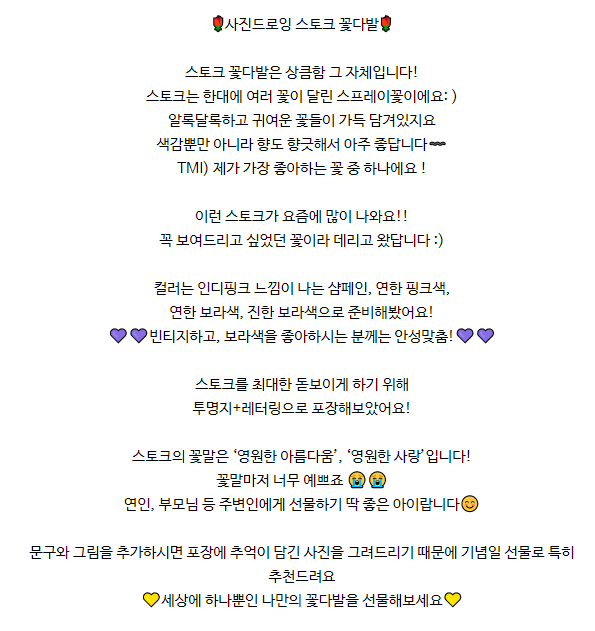 🌹사진드로잉 스토크 꽃다발🌹
스토크 꽃다발은 상큼함 그 자체입니다!
스토크는 한대에 여러 꽃이 달린 스프레이꽃이에요: )
알록달록하고 귀여운 꽃들이 가득 담겨있지요
색감뿐만 아니라 향도 향긋해서 아주 좋답니다〰
TMI) 제가 가장 좋아하는 꽃 중 하나에요 !
이런 스토크가 요즘에 많이 나와요!!
꼭 보여드리고 싶었던 꽃이라 데리고 왔답니다 :)
컬러는 인디핑크 느낌이 나는 샴페인, 연한 핑크색,
연한 보라색, 진한 보라색으로 준비해봤어요!
💜💜빈티지하고, 보라색을 좋아하시는 분께는 안성맞춤!💜💜
스토크를 최대한 돋보이게 하기 위해
투명지+레터링으로 포장해보았어요!
스토크의 꽃말은 ‘영원한 아름다움’, ‘영원한 사랑’입니다!
꽃말마저 너무 예쁘죠 😭😭
연인, 부모님 등 주변인에게 선물하기 딱 좋은 아이랍니다😊
문구와 그림을 추가하시면 포장에 추억이 담긴 사진을 그려드리기 때문에 기념일 선물로 특히
추천드려요
💛세상에 하나뿐인 나만의 꽃다발을 선물해보세요💛